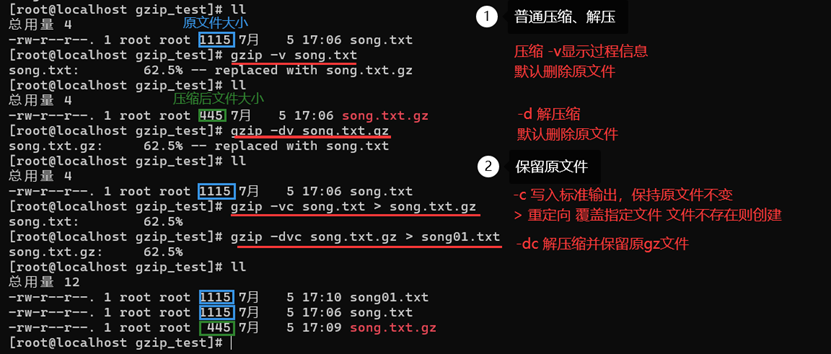 [root@localhost gzip_test]# ll
总用量 4
原文件大小
-rw-r--r--. 1 root root 1115 7月   5 17:06 song.txt
[root@localhost gzip_test]# gzip -v song.txt
song.txt:        62.5% -- replaced with song.txt.gz
[root@localhost gzip_test]# ll
总用量 4
压缩后文件大小
-rw-r--r--. 1 root root 445 7月   5 17:06 song.txt.gz
[root@localhost gzip_test]# gzip -dv song.txt.gz
song.txt.gz:     62.5% -- replaced with song.txt
[root@localhost gzip_test]# ll
总用量 4
-rw-r--r--. 1 root root 1115 7月   5 17:06 song.txt
[root@localhost gzip_test]# gzip -vc song.txt > song.txt.gz
song.txt:        62.5%
[root@localhost gzip_test]# gzip -dvc song.txt.gz > song01.txt
song.txt.gz:     62.5%
[root@localhost gzip_test]# ll
总用量 12
-rw-r--r--. 1 root root 1115 7月   5 17:10 song01.txt
-rw-r--r--. 1 root root 1115 7月   5 17:06 song.txt
-rw-r--r--. 1 root root  445 7月   5 17:09 song.txt.gz
[root@localhost gzip_test]#
1 普通压缩、解压
压缩 -v显示过程信息
默认删除原文件
-d 解压缩
默认删除原文件
2 保留原文件
-c 写入标准输出，保持原文件不变
> 重定向 覆盖指定文件 文件不存在则创建
-dc 解压缩并保留原gz文件